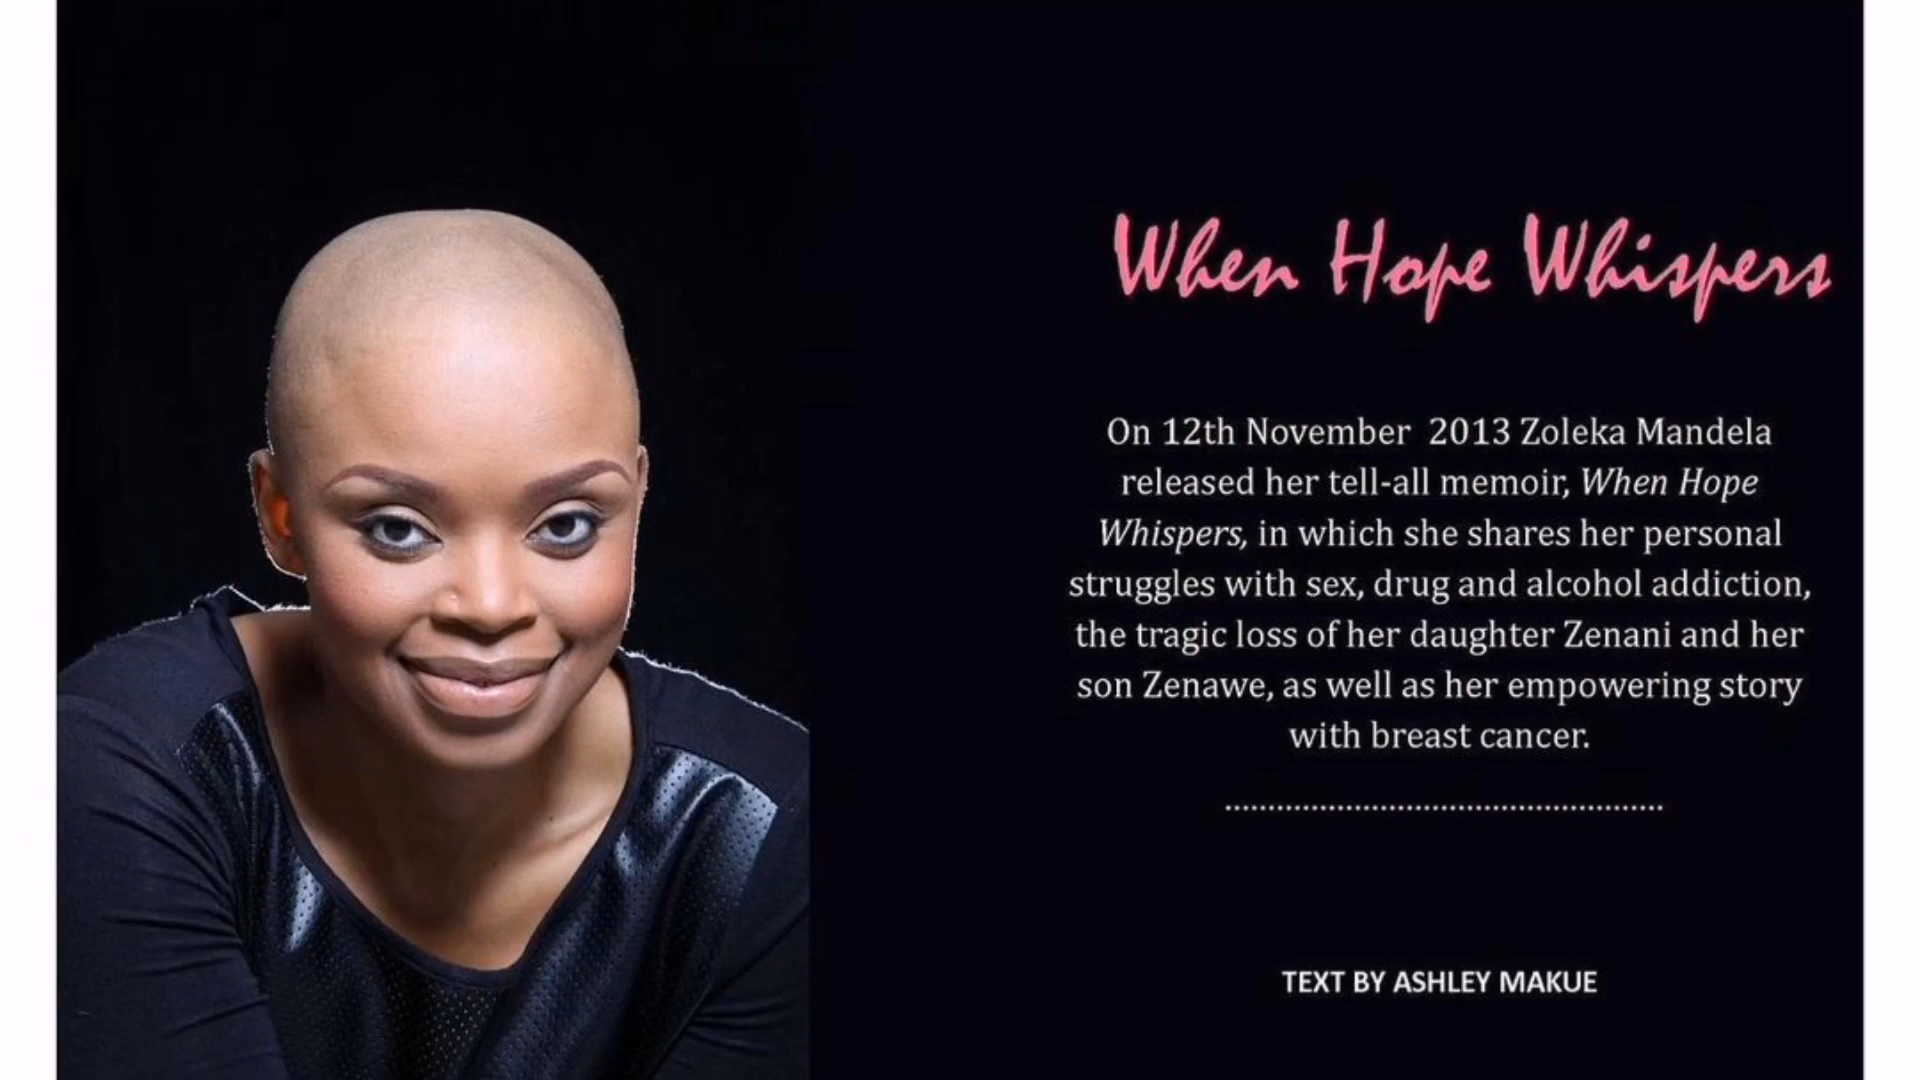 When Hope Whispers
On 12th November 2013 Zoleka Mandela
released her tell-all memoir, When Hope
Whispers, in which she shares her personal
struggles with sex, drug and alcohol addiction,
the tragic loss of her daughter Zenani and her
son Zenawe, as well as her empowering story
with breast cancer.
TEXT BY ASHLEY MAKUE